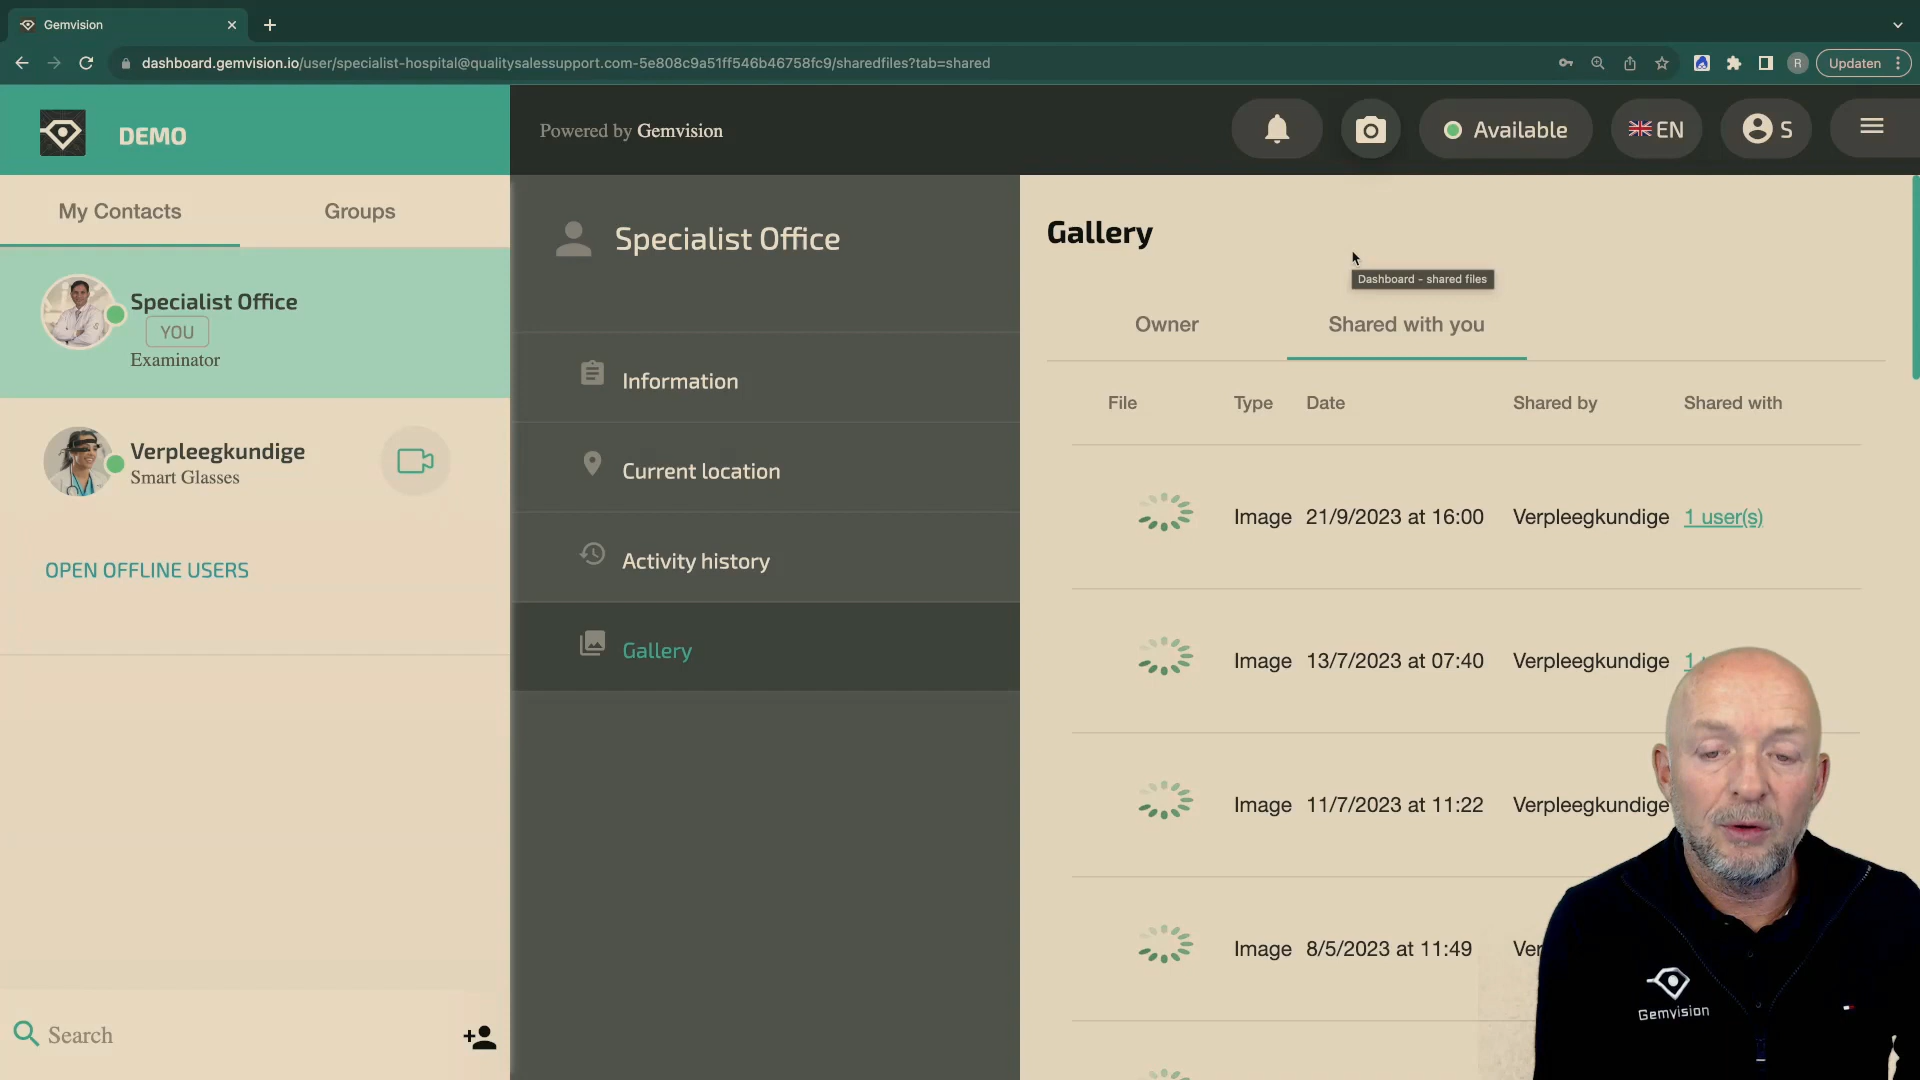 Gemvision
dashboard.gemvision.io/user/specialist-hospital@qualitysalessupport.com-5e808c9a51ff546b46758fc9/sharedfiles?tab=shared
R
Updaten
DEMO
Powered by Gemvision
Available
EN
S
My Contacts
Groups
Specialist Office
YOU
Examinator
Verpleegkundige
Smart Glasses
OPEN OFFLINE USERS
Search
Specialist Office
Information
Current location
Activity history
Gallery
Gallery
Dashboard - shared files
Owner
Shared with you
File Type Date Shared by Shared with
Image 21/9/2023 at 16:00 Verpleegkundige 1 user(s)
Image 13/7/2023 at 07:40 Verpleegkundige 1
Image 11/7/2023 at 11:22 Verpleegkundige
Image 8/5/2023 at 11:49 Ver
Gemvision